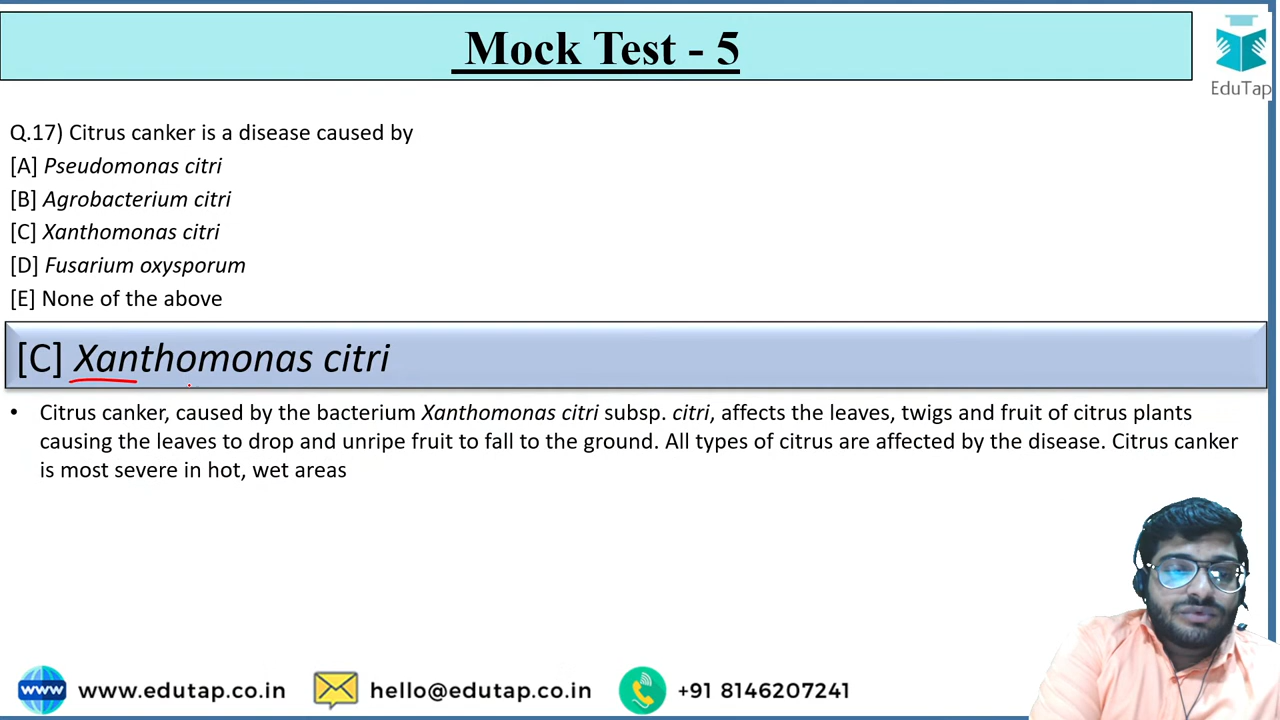 Mock Test - 5
EduTap
Q.17) Citrus canker is a disease caused by
[A] Pseudomonas citri
[B] Agrobacterium citri
[C] Xanthomonas citri
[D] Fusarium oxysporum
[E] None of the above
[C] Xanthomonas citri
• Citrus canker, caused by the bacterium Xanthomonas citri subsp. citri, affects the leaves, twigs and fruit of citrus plants
causing the leaves to drop and unripe fruit to fall to the ground. All types of citrus are affected by the disease. Citrus canker
is most severe in hot, wet areas
www www.edutap.co.in hello@edutap.co.in +91 8146207241